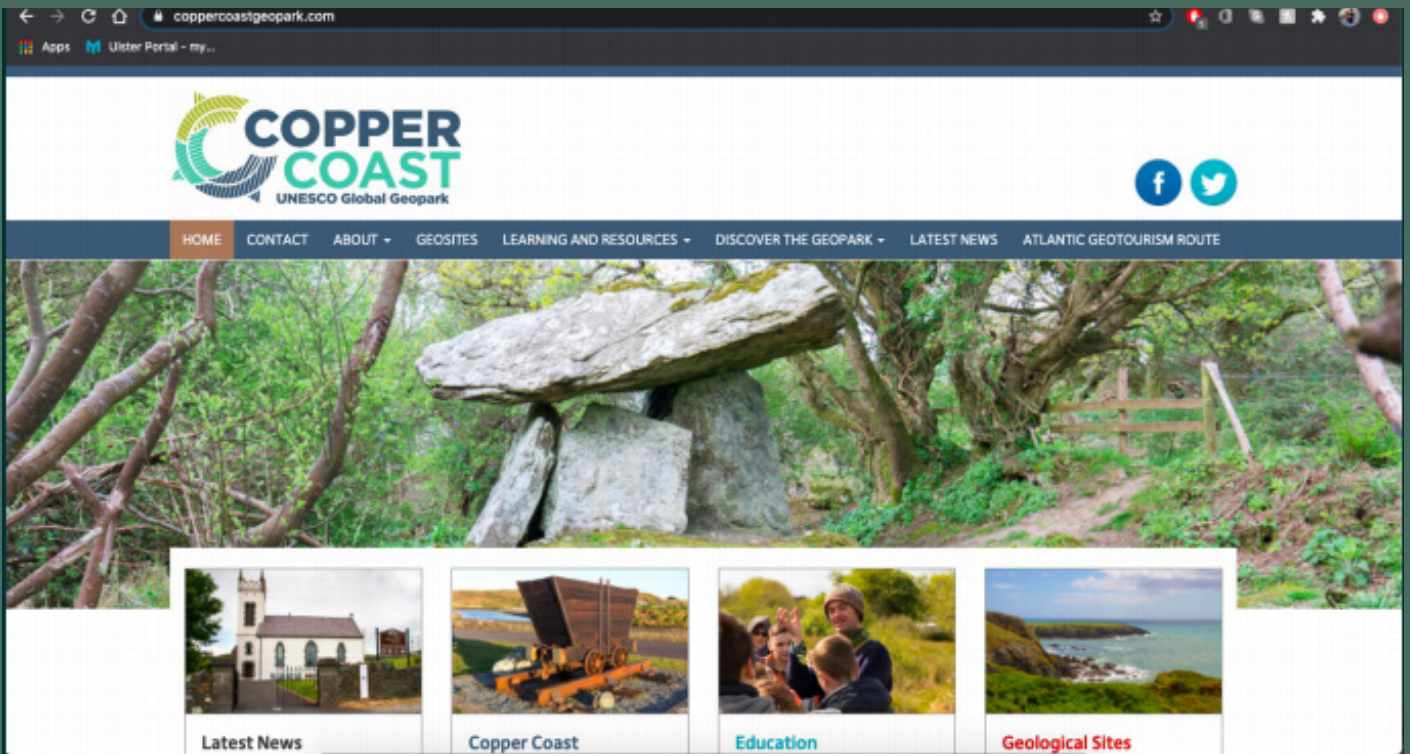 coppercoastgeopark.com
Apps Ulster Portal - my...
COPPER
COAST
UNESCO Global Geopark
HOME CONTACT ABOUT GEOSITES LEARNING AND RESOURCES DISCOVER THE GEOPARK LATEST NEWS ATLANTIC GEOTOURISM ROUTE
Latest News Copper Coast Education Geological Sites